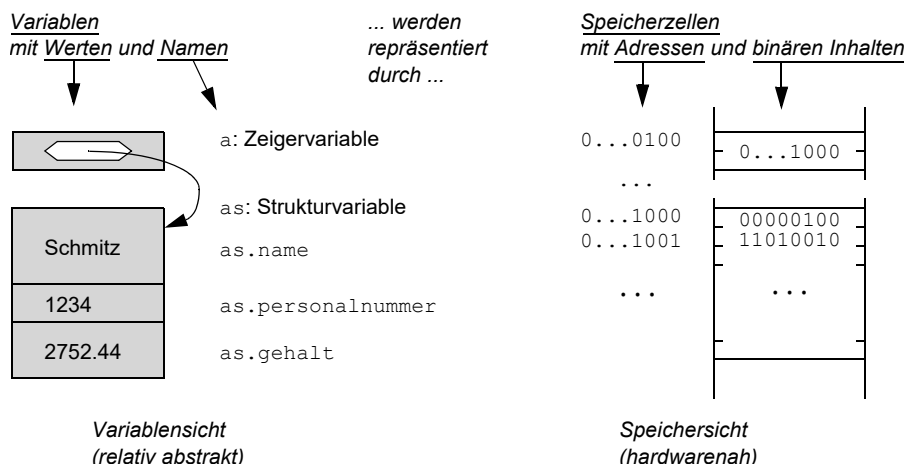 Variablen
mit Werten und Namen
... werden
repräsentiert
durch ...
Speicherzellen
mit Adressen und binären Inhalten
a: Zeigervariable
as: Strukturvariable
Schmitz
as.name
1234
as.personalnummer
2752.44
as.gehalt
0...0100
0...1000
...
0...1000
00000100
0...1001
11010010
...
...
Variablensicht
(relativ abstrakt)
Speichersicht
(hardwarenah)